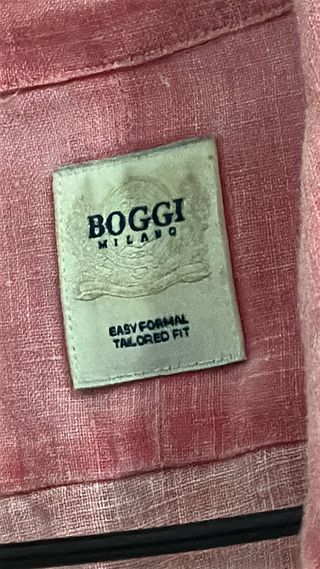 BOGGI
MILANO
EASY FORMAL
TAILORED FIT